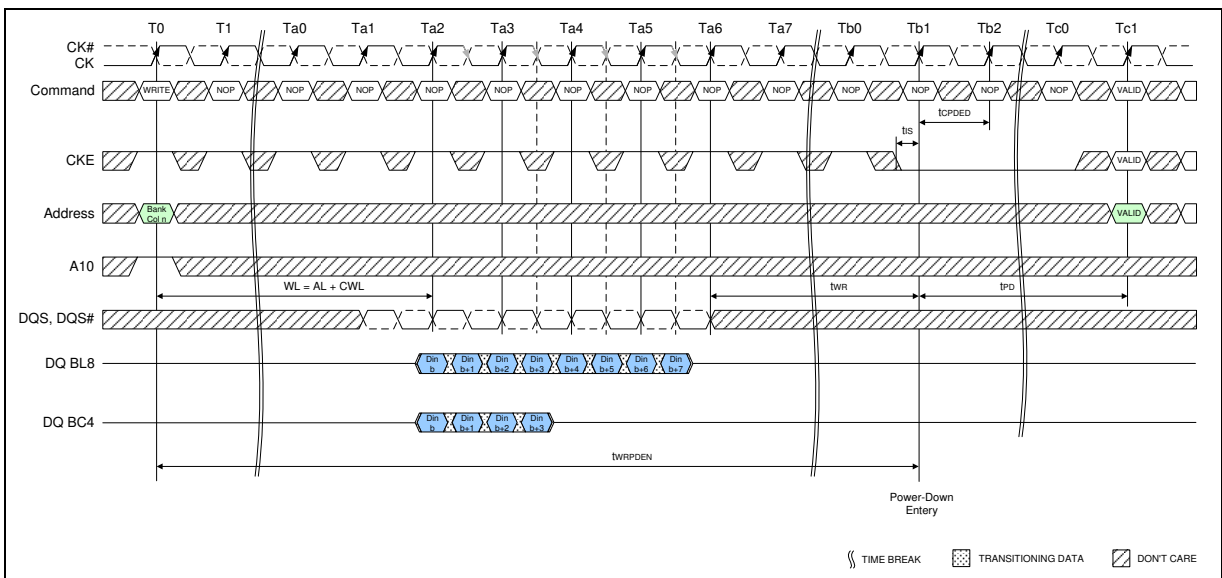 T0 T1 Ta0 Ta1 Ta2 Ta3 Ta4 Ta5 Ta6 Ta7 Tb0 Tb1 Tb2 Tc0 Tc1
CK#
CK
Command WRITE NOP NOP NOP NOP NOP NOP NOP NOP NOP NOP NOP NOP NOP VALID
tCPDED
tIS
CKE VALID
Address Bank Col n VALID
A10
WL = AL + CWL tWR tPD
DQS, DQS#
DQ BL8 Din b Din b+1 Din b+2 Din b+3 Din b+4 Din b+5 Din b+6 Din b+7
DQ BC4 Din b Din b+1 Din b+2 Din b+3
tWRPDEN
Power-Down
Entery
TIME BREAK TRANSITIONING DATA DON'T CARE